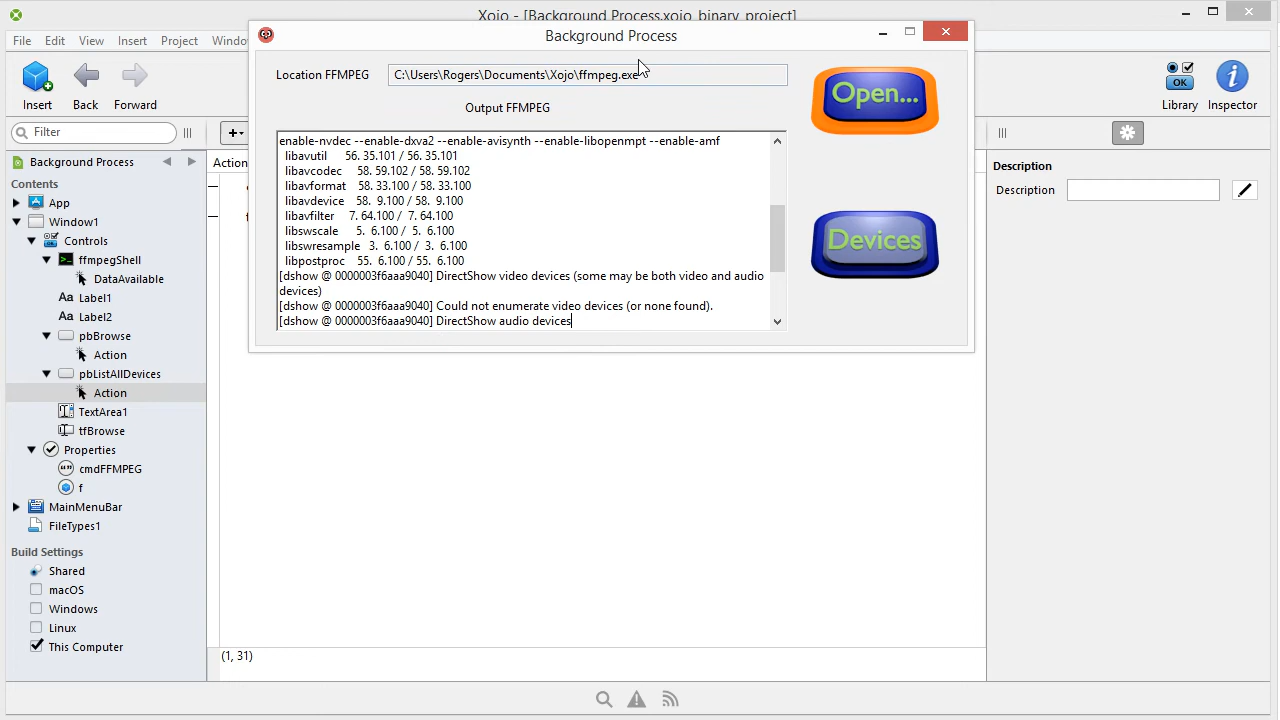 Xojo - [Background Process.xojo_binary_project]
Background Process
File Edit View Insert Project
Location FFMPEG C:\Users\Rogers\Documents\Xojo\ffmpeg.exe
Open...
Insert Back Forward
Library Inspector
OK
Output FFMPEG
Filter
enable-nvdec --enable-dxva2 --enable-avisynth --enable-libopenmpt --enable-amf
libavutil 56. 35.101 / 56. 35.101
libavcodec 58. 59.102 / 58. 59.102
libavformat 58. 33.100 / 58. 33.100
libavdevice 58. 9.100 / 58. 9.100
libavfilter 7. 64.100 / 7. 64.100
libswscale 5. 6.100 / 5. 6.100
libswresample 3. 6.100 / 3. 6.100
libpostproc 55. 6.100 / 55. 6.100
[dshow @ 0000003f6aaa9040] DirectShow video devices (some may be both video and audio
devices)
[dshow @ 0000003f6aaa9040] Could not enumerate video devices (or none found).
[dshow @ 0000003f6aaa9040] DirectShow audio devices
Devices
Background Process
Contents
App
Window1
Controls
ffmpegShell
DataAvailable
Label1
Label2
pbBrowse
Action
pbListAllDevices
Action
TextArea1
tfBrowse
Properties
cmdFFMPEG
f
MainMenuBar
FileTypes1
Build Settings
Shared
macOS
Windows
Linux
This Computer
(1, 31)
Description
Description